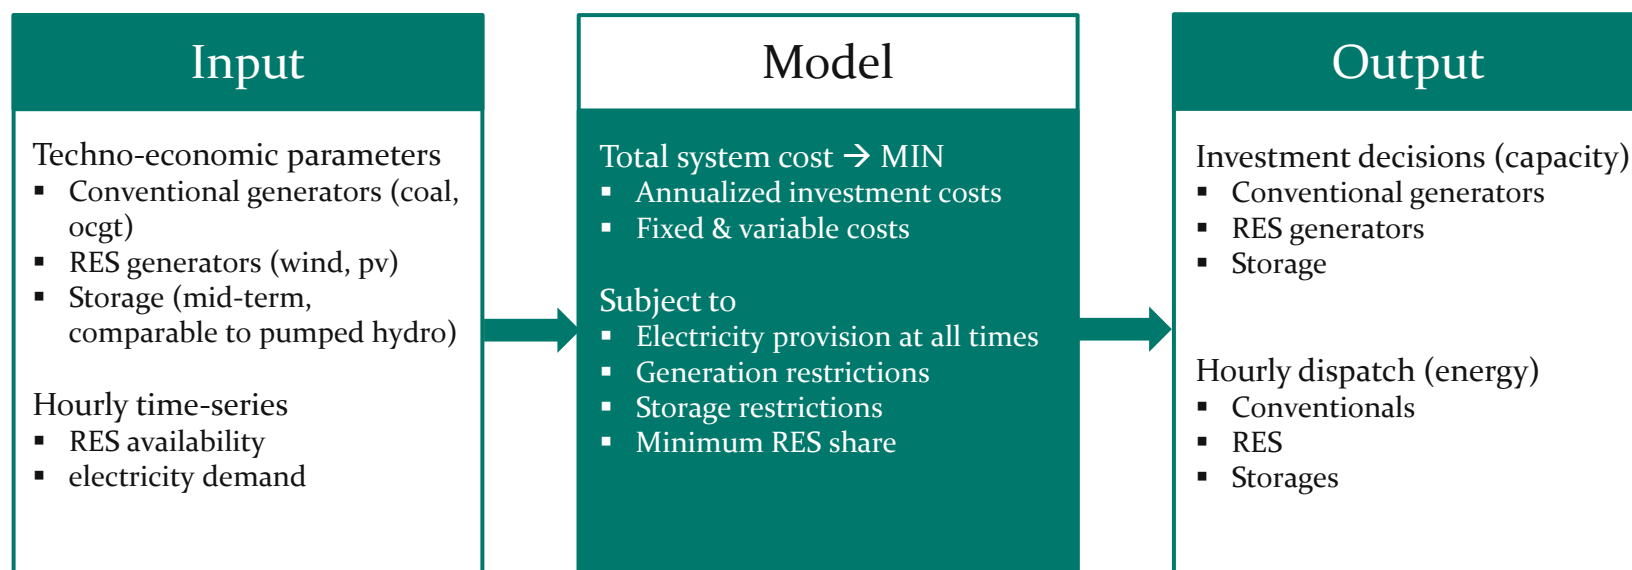 Input
Techno-economic parameters
▪ Conventional generators (coal,
ocgt)
▪ RES generators (wind, pv)
▪ Storage (mid-term,
comparable to pumped hydro)
Hourly time-series
▪ RES availability
▪ electricity demand
Model
Total system cost → MIN
▪ Annualized investment costs
▪ Fixed & variable costs
Subject to
▪ Electricity provision at all times
▪ Generation restrictions
▪ Storage restrictions
▪ Minimum RES share
Output
Investment decisions (capacity)
▪ Conventional generators
▪ RES generators
▪ Storage
Hourly dispatch (energy)
▪ Conventionals
▪ RES
▪ Storages